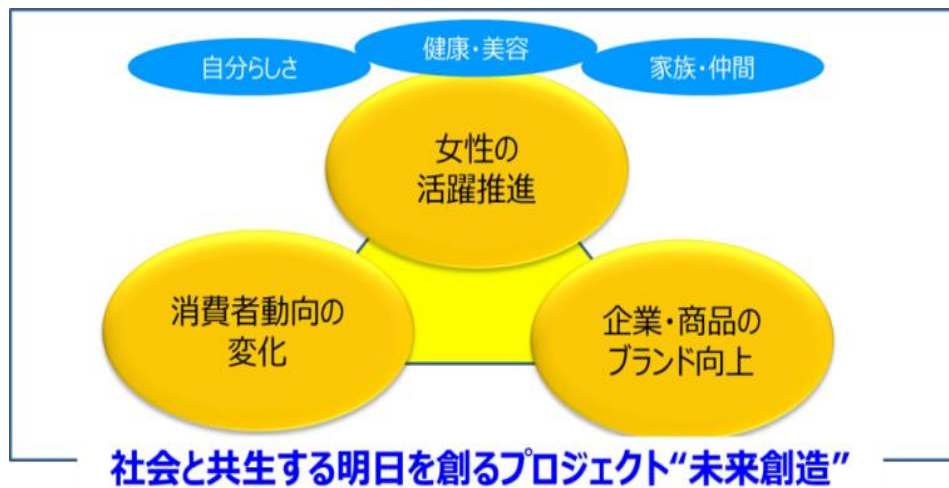 自分らしさ
健康・美容
家族・仲間
女性の
活躍推進
消費者動向の
変化
企業・商品の
ブランド向上
社会と共生する明日を創るプロジェクト“未来創造”